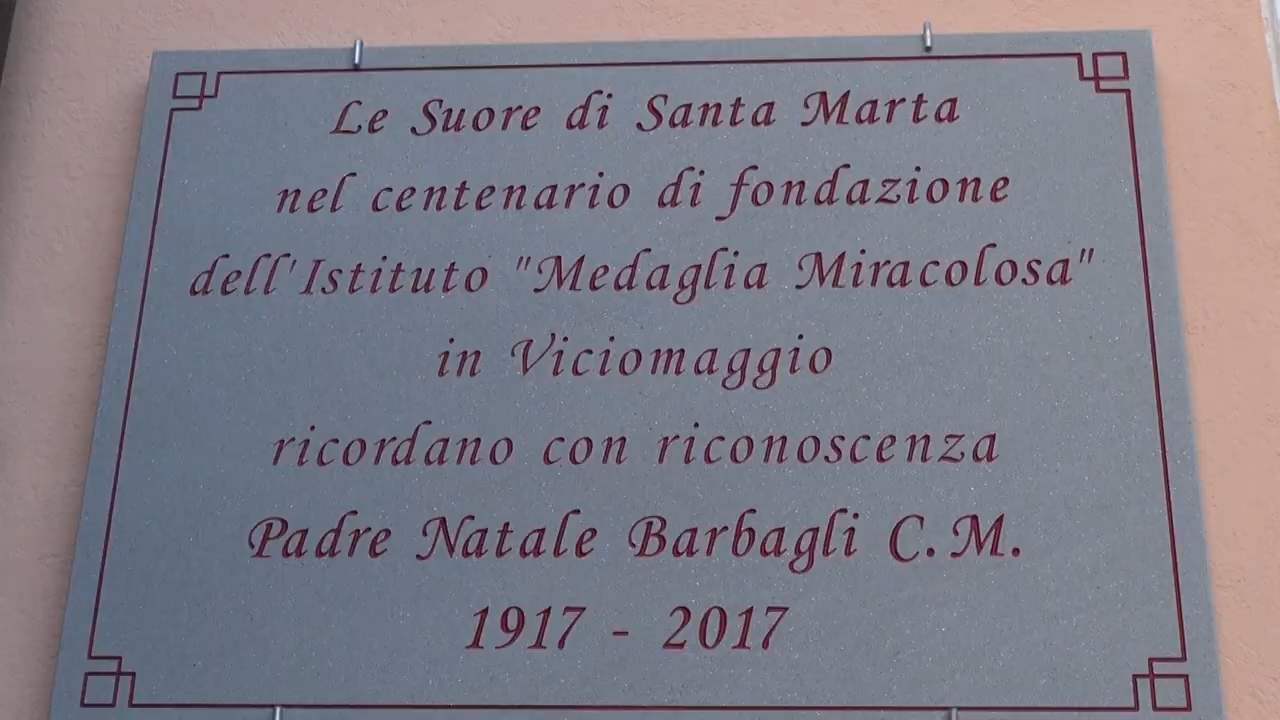 Le Suore di Santa Marta
nel centenario di fondazione
dell'Istituto "Medaglia Miracolosa"
in Viciomaggio
ricordano con riconoscenza
Padre Natale Barbagli C.M.
1917 - 2017